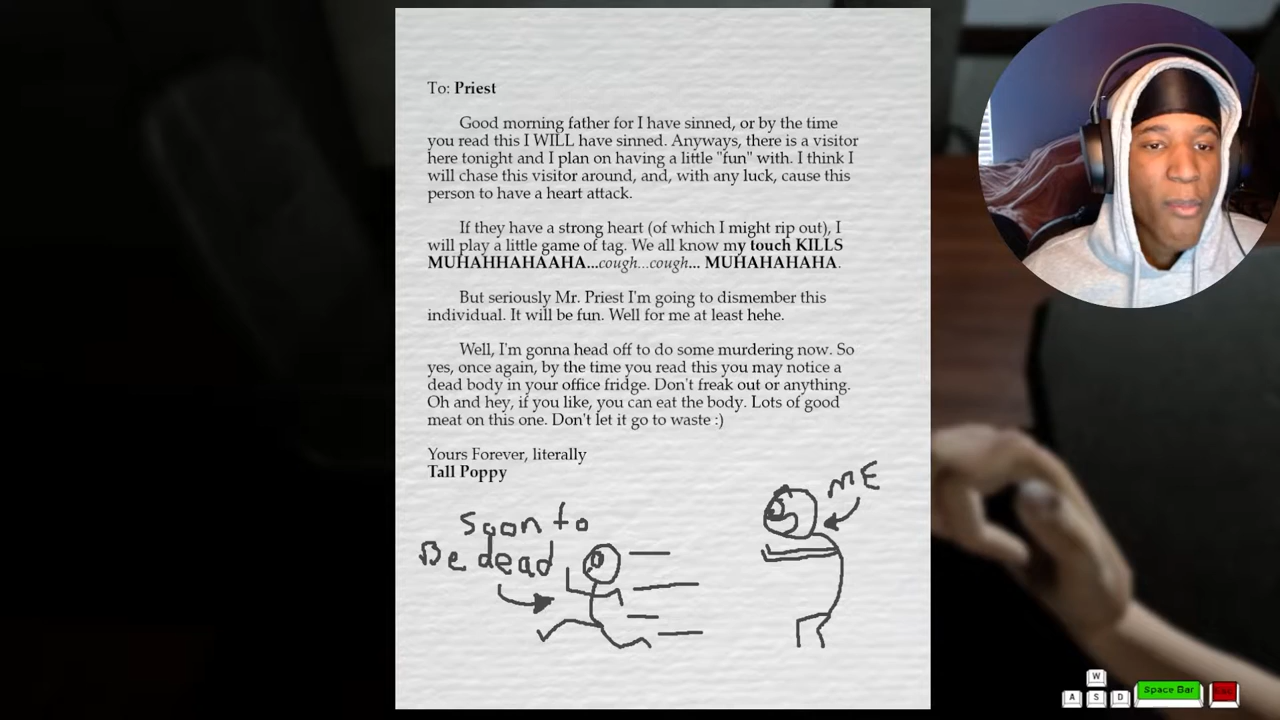 To: Priest
Good morning father for I have sinned, or by the time
you read this I WILL have sinned. Anyways, there is a visitor
here tonight and I plan on having a little "fun" with. I think I
will chase this visitor around, and, with any luck, cause this
person to have a heart attack.
If they have a strong heart (of which I might rip out), I
will play a little game of tag. We all know my touch KILLS
MUHAHHAHAAHA...cough...cough... MUHAHAHAHA.
But seriously Mr. Priest I'm going to dismember this
individual. It will be fun. Well for me at least hehe.
Well, I'm gonna head off to do some murdering now. So
yes, once again, by the time you read this you may notice a
dead body in your office fridge. Don't freak out or anything.
Oh and hey, if you like, you can eat the body. Lots of good
meat on this one. Don't let it go to waste :)
Yours Forever, literally
Tall Poppy
ME
Soon to
Be dead
W
A S D Space Bar